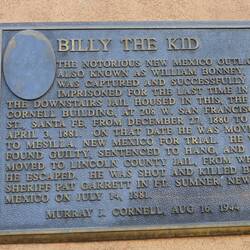 BILLY THE KID
THE NOTORIOUS NEW MEXICO OUTLAW
ALSO KNOWN AS WILLIAM BONNEY
WAS CAPTURED AND SUCCESSFULLY
IMPRISONED FOR THE LAST TIME IN
THE DOWNSTAIRS JAIL HOUSED IN THIS, THE
CORNELL BUILDING, AT 208 W. SAN FRANCISCO
ST., SANTA FE FROM DECEMBER 27, 1880 TO
APRIL 3, 1881. ON THAT DATE HE WAS MOVED
TO MESILLA, NEW MEXICO FOR TRIAL THEN
FOUND GUILTY, SENTENCED TO HANG, AND
MOVED TO LINCOLN COUNTY JAIL, FROM WHICH
HE ESCAPED. HE WAS SHOT AND KILLED BY
SHERIFF PAT GARRETT IN FT. SUMNER, NEW
MEXICO ON JULY 14, 1881.
MURRAY J. CORNELL, AUG 16, 1944